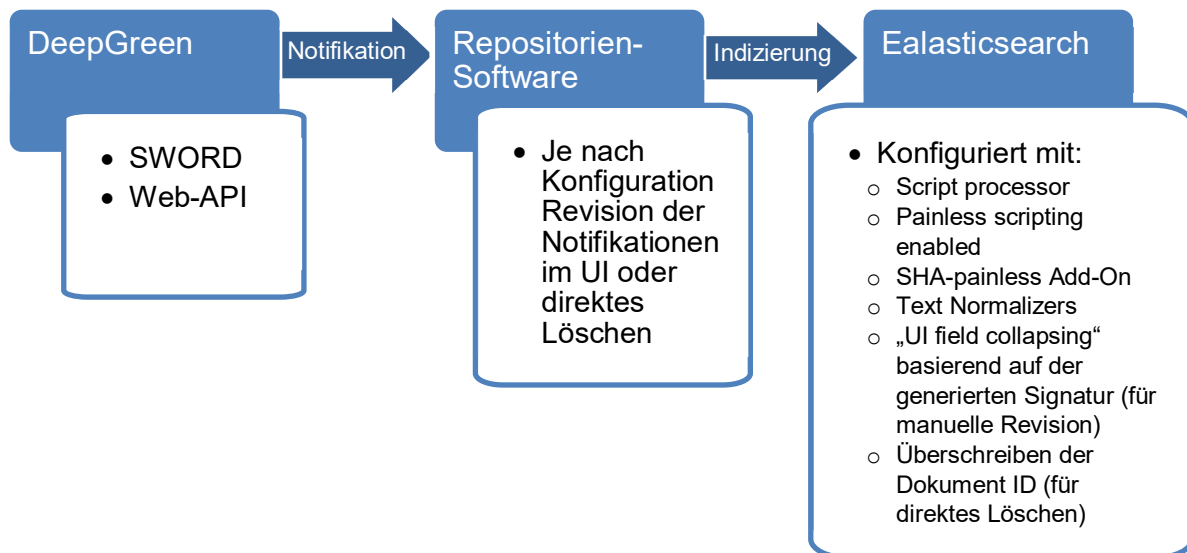 DeepGreen
Notifikation
Repositorien-
Software
Indizierung
Ealasticsearch
• SWORD
• Web-API
• Je nach
Konfiguration
Revision der
Notifikationen
im UI oder
direktes
Löschen
• Konfiguriert mit:
o Script processor
o Painless scripting
enabled
o SHA-painless Add-On
o Text Normalizers
o „UI field collapsing“
basierend auf der
generierten Signatur (für
manuelle Revision)
o Überschreiben der
Dokument ID (für
direktes Löschen)